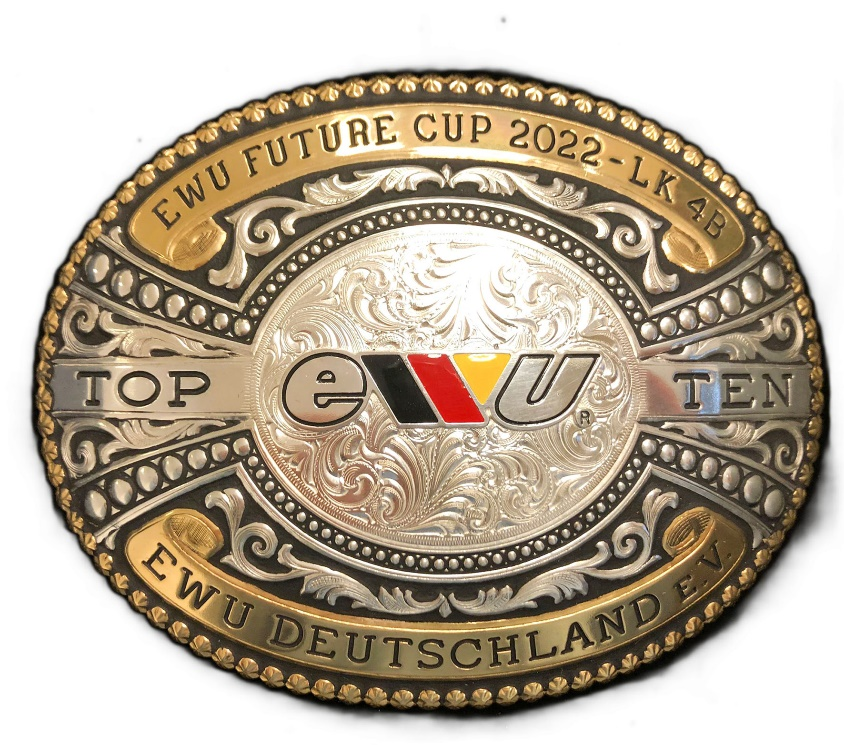 EWU FUTURE CUP 2022-LK 4B
TOP ewu® TEN
EWU DEUTSCHLAND E.V.